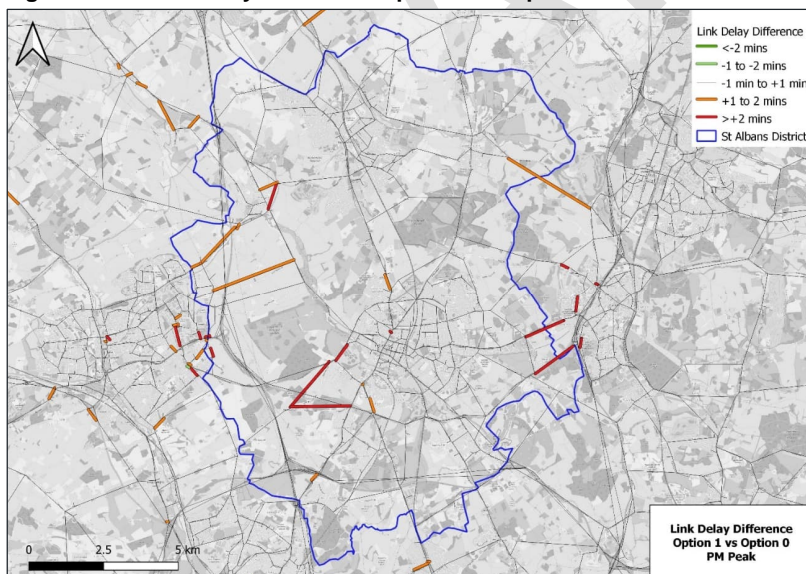 Link Delay Difference
<-2 mins
-1 to -2 mins
-1 min to +1 min
+1 to 2 mins
>+2 mins
St Albans District
0 2.5 5 km
Link Delay Difference
Option 1 vs Option 0
PM Peak